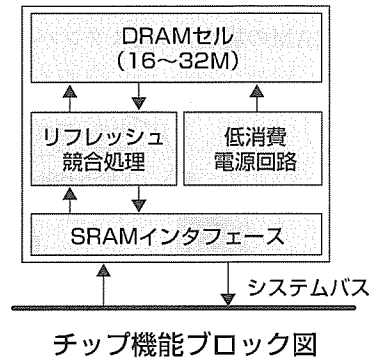 DRAMセル
（16～32M）
リフレッシュ
競合処理
低消費
電源回路
SRAMインタフェース
システムバス
チップ機能ブロック図